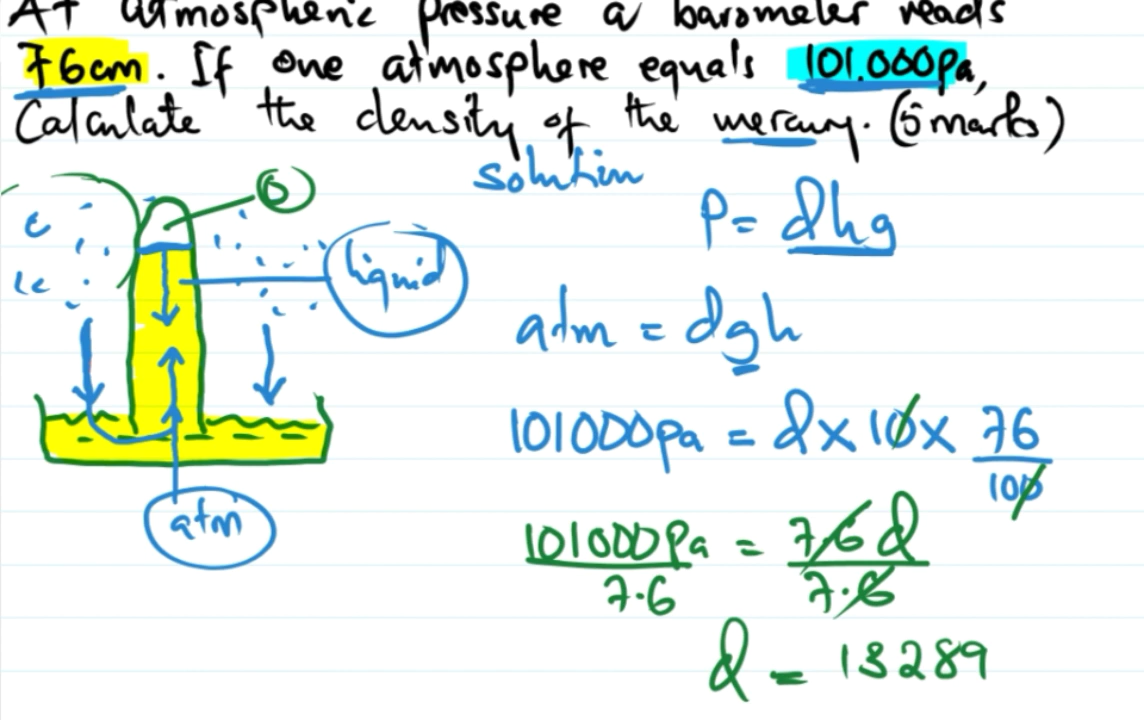 At atmospheric pressure a barometer reads
76cm. If one atmosphere equals 101.000pa,
Calculate the density of the mercury. (5 marks)
solution
O
P = dhg
liquid
atm = dgh
101000pa = d x 10 x 76
100
atm
101000Pa = 7.6 d
7.6 7.6
d = 13289